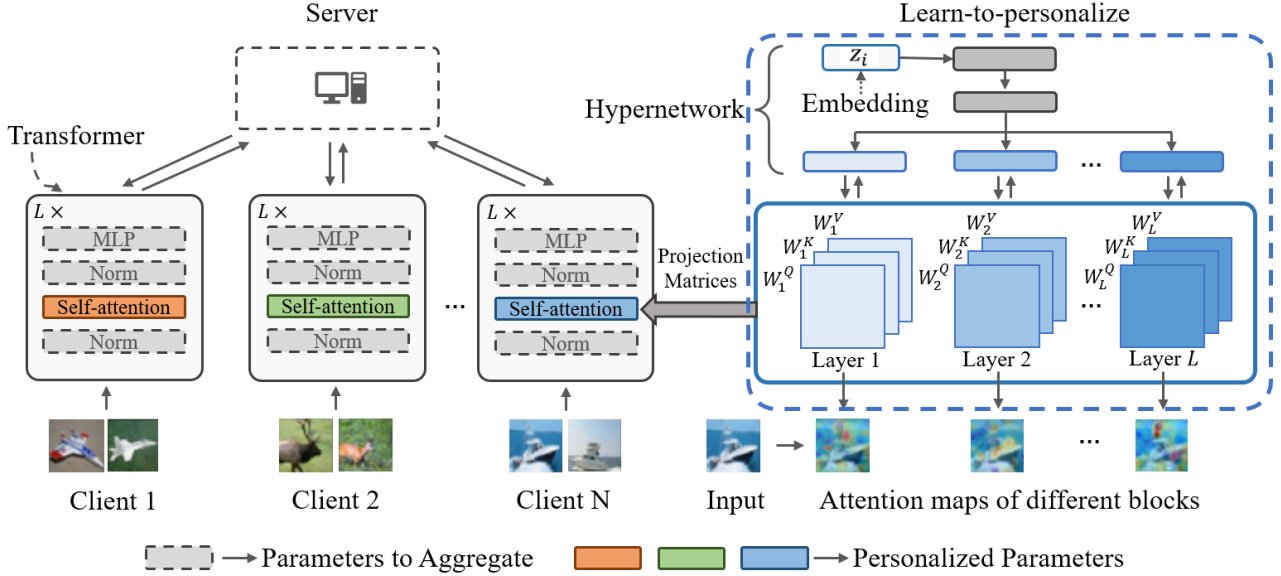 Server
Learn-to-personalize
z_i
Hypernetwork
Embedding
...
Transformer
L ×
MLP
Norm
Self-attention
Norm
L ×
MLP
Norm
Self-attention
Norm
...
L ×
MLP
Norm
Self-attention
Norm
Projection
Matrices
W_1^V
W_1^K
W_1^Q
Layer 1
W_2^V
W_2^K
W_2^Q
Layer 2
...
W_L^V
W_L^K
W_L^Q
Layer L
...
Client 1
Client 2
Client N
Input
Attention maps of different blocks
Parameters to Aggregate
Personalized Parameters